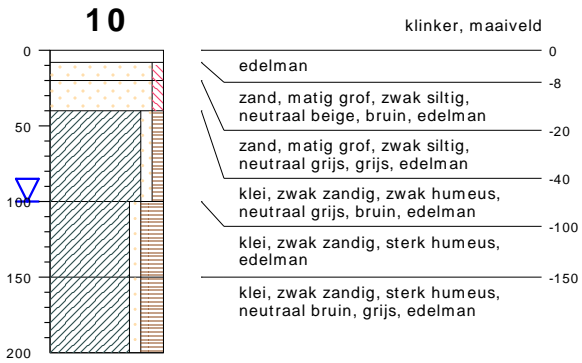 10
klinker, maaiveld
0
50
100
150
200
0
edelman
-8
zand, matig grof, zwak siltig,
neutraal beige, bruin, edelman
-20
zand, matig grof, zwak siltig,
neutraal grijs, grijs, edelman
-40
klei, zwak zandig, zwak humeus,
neutraal grijs, bruin, edelman
-100
klei, zwak zandig, sterk humeus,
edelman
-150
klei, zwak zandig, sterk humeus,
neutraal bruin, grijs, edelman